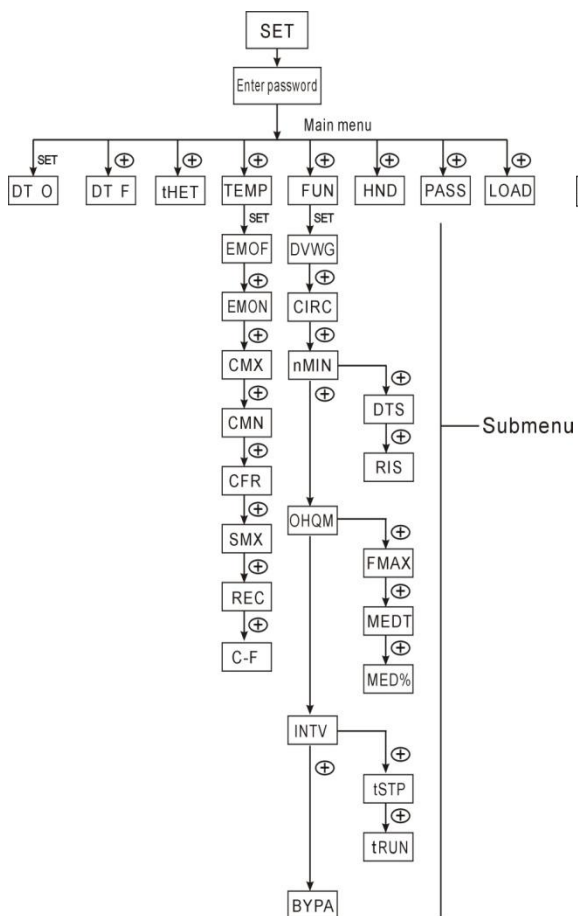 SET
Enter password
Main menu
SET + + + + + + +
DT O DT F tHET TEMP FUN HND PASS LOAD
SET SET
EMOF DVWG
+ +
EMON CIRC
+ +
CMX nMIN
+ + +
CMN DTS
+ +
CFR RIS
Submenu
+
SMX OHQM
+ +
REC FMAX
+ +
C-F MEDT
+
MED%
INTV
+ +
tSTP
+
tRUN
BYPA